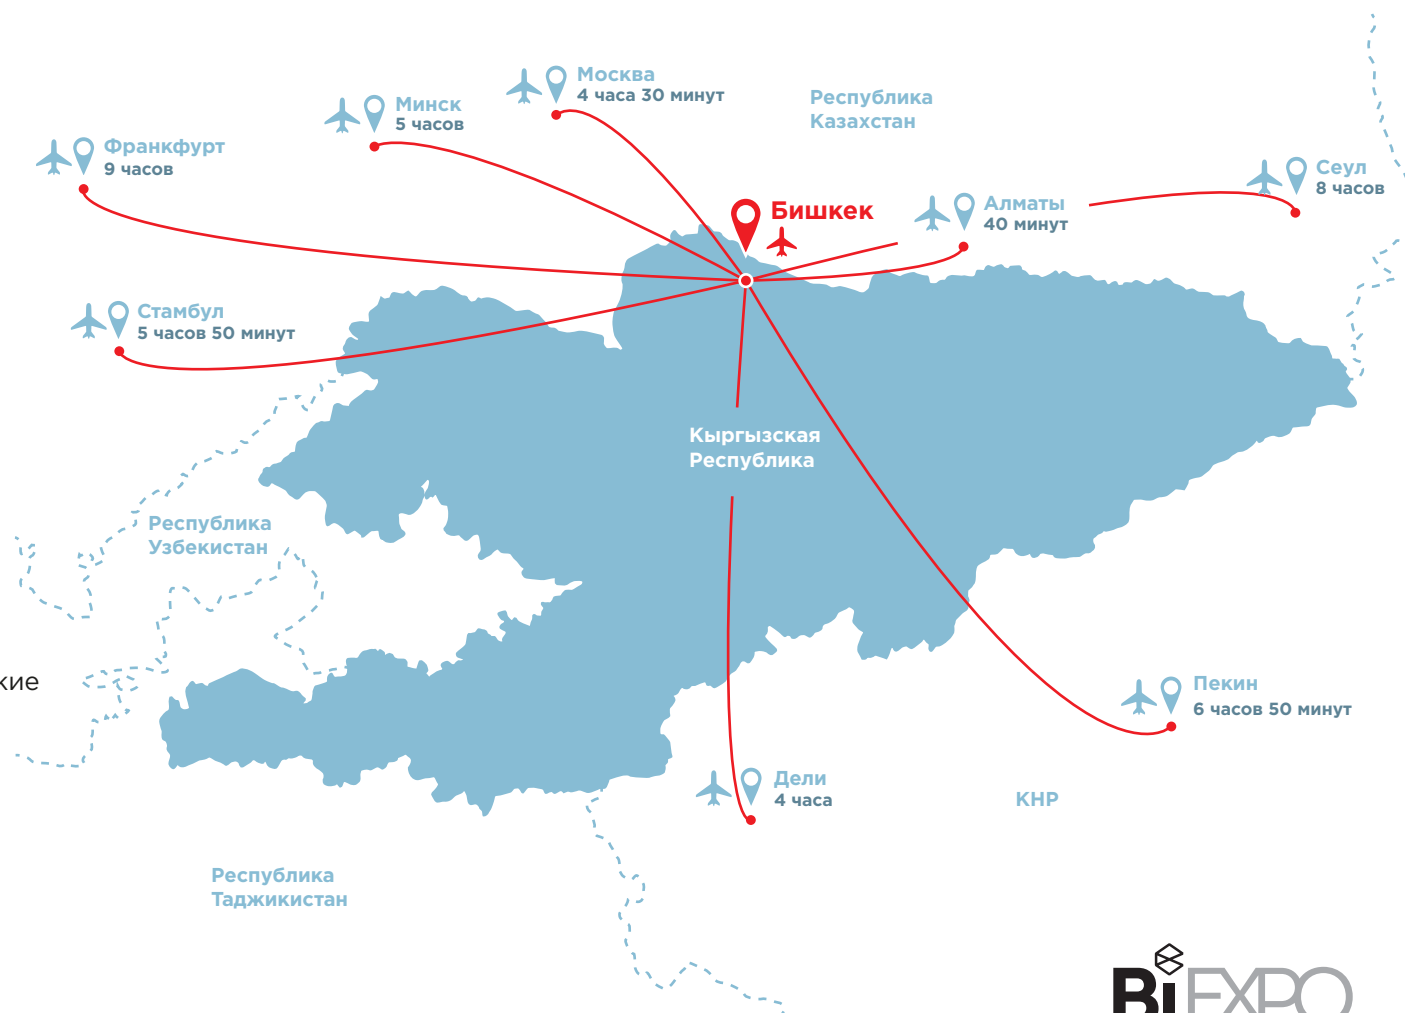 Москва
4 часа 30 минут
Минск
5 часов
Республика
Казахстан
Франкфурт
9 часов
Сеул
8 часов
Алматы
40 минут
Бишкек
Стамбул
5 часов 50 минут
Кыргызская
Республика
Республика
Узбекистан
кие
Пекин
6 часов 50 минут
Дели
4 часа
КНР
Республика
Таджикистан
Bi EXPO